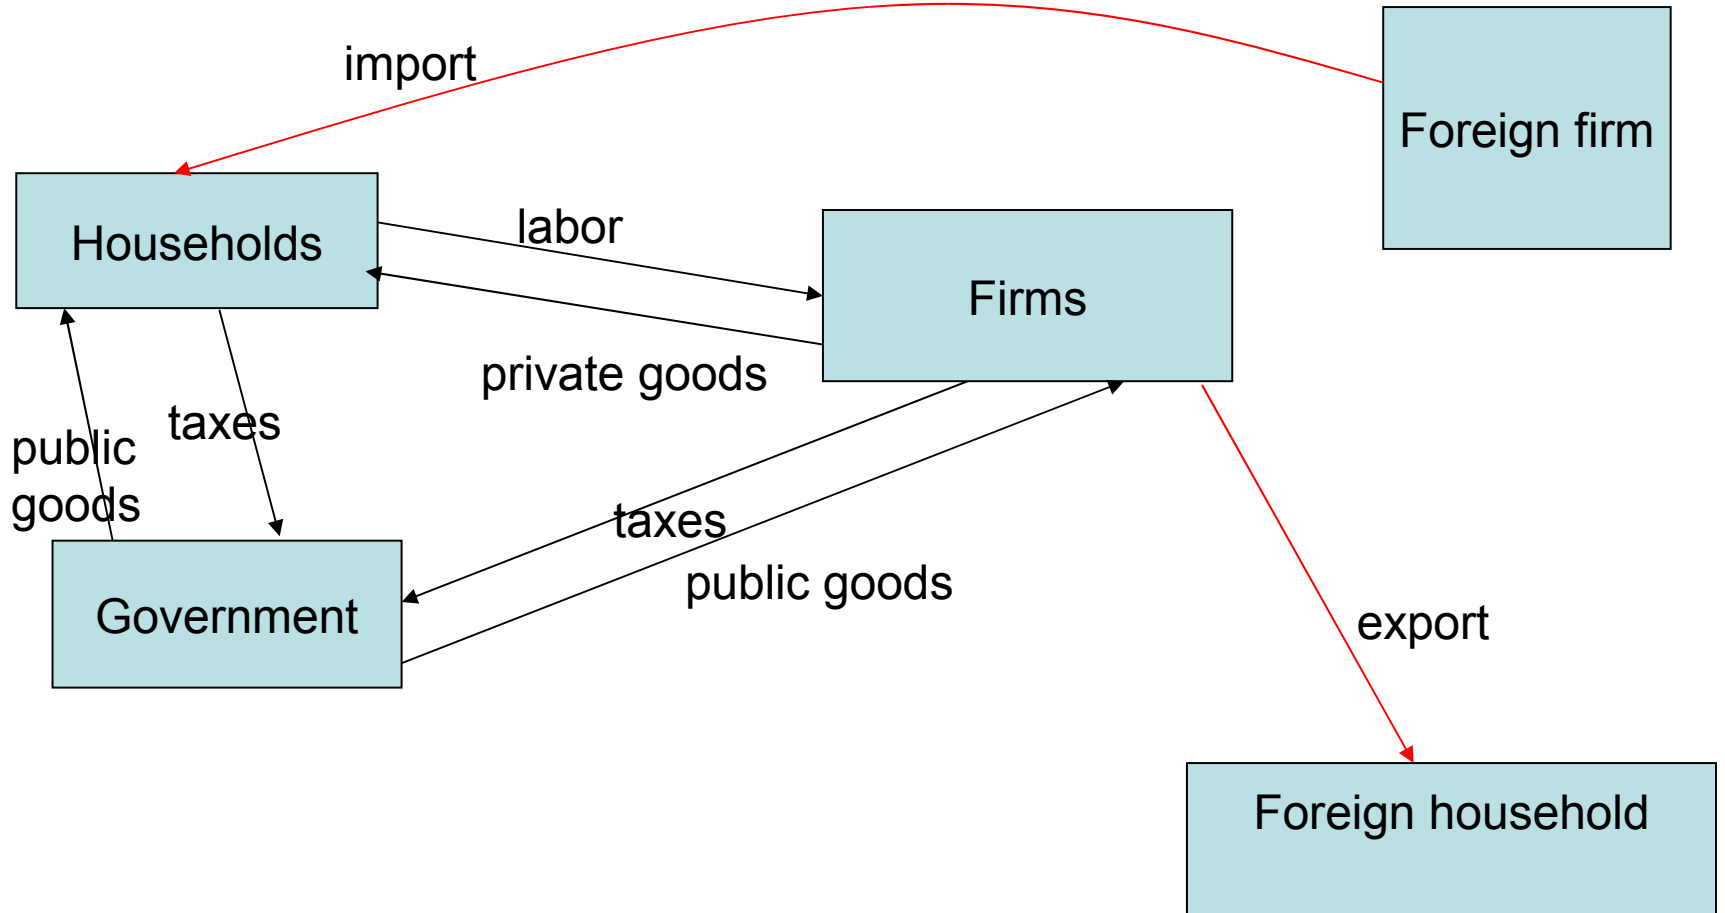 import
Foreign firm
Households
labor
Firms
private goods
taxes
public
goods
taxes
public goods
Government
export
Foreign household